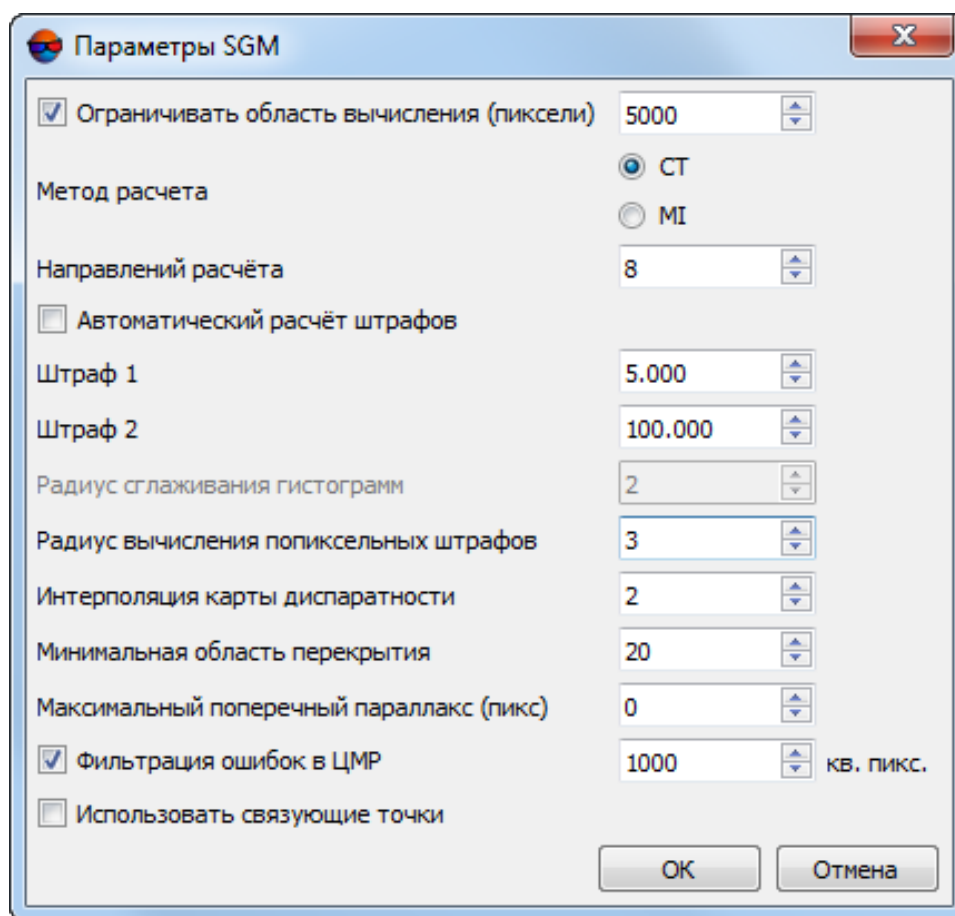 Параметры SGM
Ограничивать область вычисления (пиксели) 5000
CT
Метод расчета
MI
Направлений расчёта 8
Автоматический расчёт штрафов
Штраф 1 5.000
Штраф 2 100.000
Радиус сглаживания гистограмм 2
Радиус вычисления попиксельных штрафов 3
Интерполяция карты диспаратности 2
Минимальная область перекрытия 20
Максимальный поперечный параллакс (пикс) 0
Фильтрация ошибок в ЦМР 1000 кв. пикс.
Использовать связующие точки
OK Отмена